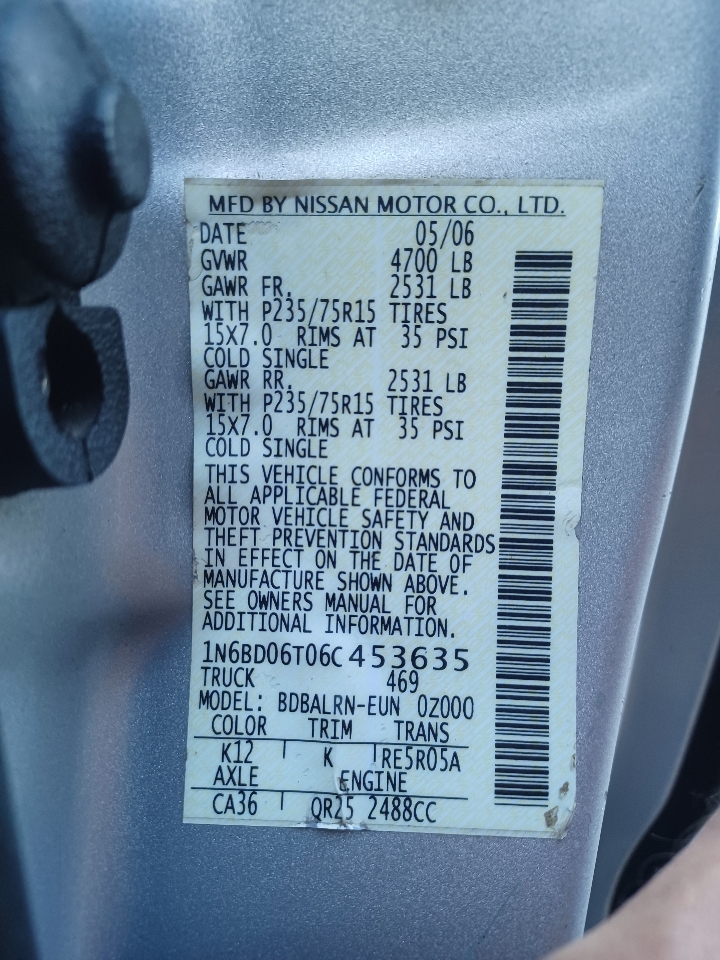 MFD BY NISSAN MOTOR CO., LTD.
DATE 05/06
GVWR 4700 LB
GAWR FR. 2531 LB
WITH P235/75R15 TIRES
15X7.0 RIMS AT 35 PSI
COLD SINGLE
GAWR RR. 2531 LB
WITH P235/75R15 TIRES
15X7.0 RIMS AT 35 PSI
COLD SINGLE
THIS VEHICLE CONFORMS TO
ALL APPLICABLE FEDERAL
MOTOR VEHICLE SAFETY AND
THEFT PREVENTION STANDARDS
IN EFFECT ON THE DATE OF
MANUFACTURE SHOWN ABOVE.
SEE OWNERS MANUAL FOR
ADDITIONAL INFORMATION.
1N6BD06T06C453635
TRUCK 469
MODEL: BDBALRN-EUN 0Z000
COLOR TRIM TRANS
K12 K RE5R05A
AXLE ENGINE
CA36 QR25 2488CC